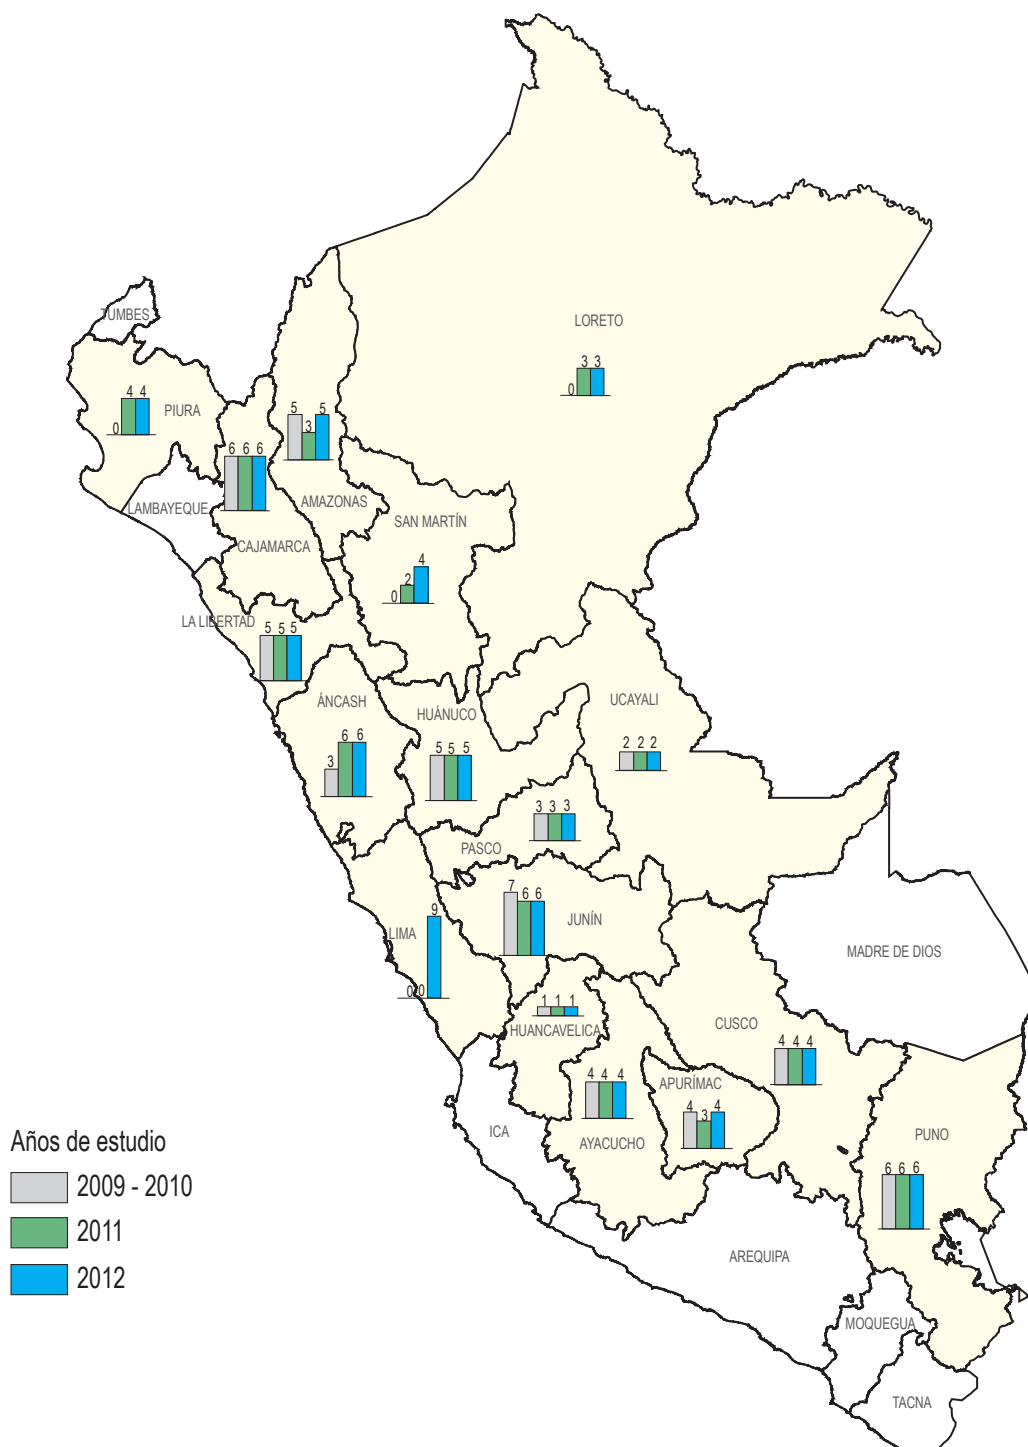 TUMBES
LORETO
3 3
0
4 4
0
PIURA
5 3 5
6 6 6
AMAZONAS
LAMBAYEQUE
SAN MARTÍN
CAJAMARCA
0 2 4
LA LIBERTAD
5 5 5
ÁNCASH
HUÁNUCO
UCAYALI
3 6 6
5 5 5
2 2 2
3 3 3
PASCO
7 6 6
JUNÍN
LIMA
0 0 9
MADRE DE DIOS
1 1 1
HUANCAVELICA
CUSCO
4 4 4
4 4 4
APURÍMAC
4 3 4
ICA
AYACUCHO
PUNO
6 6 6
Años de estudio
2009 - 2010
2011
2012
AREQUIPA
MOQUEGUA
TACNA